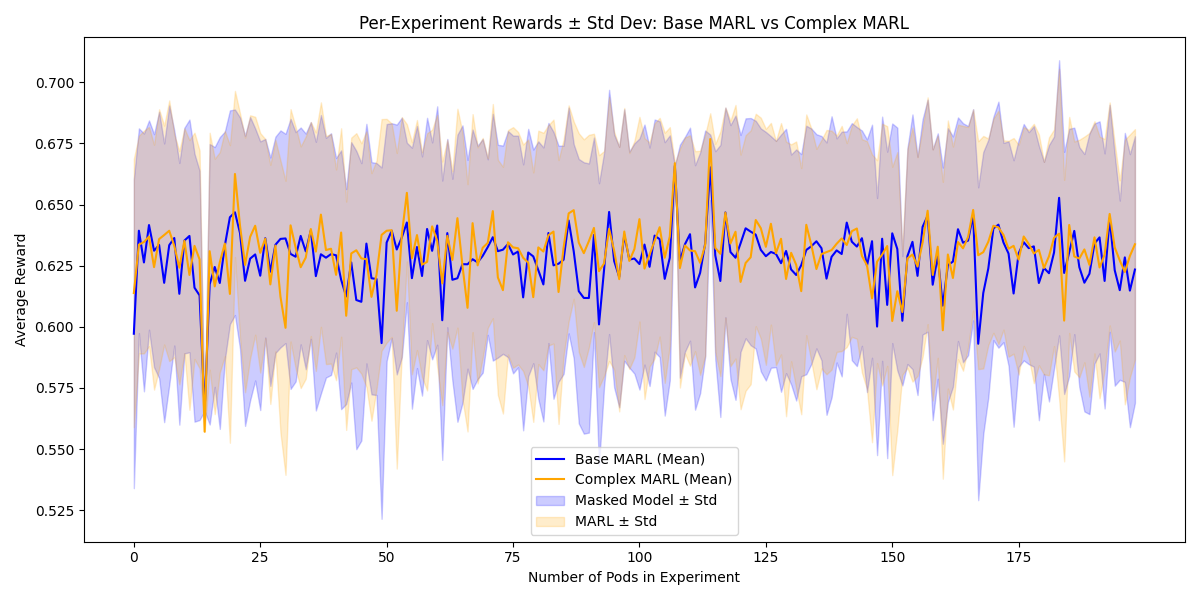 Per-Experiment Rewards ± Std Dev: Base MARL vs Complex MARL
Average Reward
0.700
0.675
0.650
0.625
0.600
0.575
0.550
0.525
Base MARL (Mean)
Complex MARL (Mean)
Masked Model ± Std
MARL ± Std
0 25 50 75 100 125 150 175
Number of Pods in Experiment